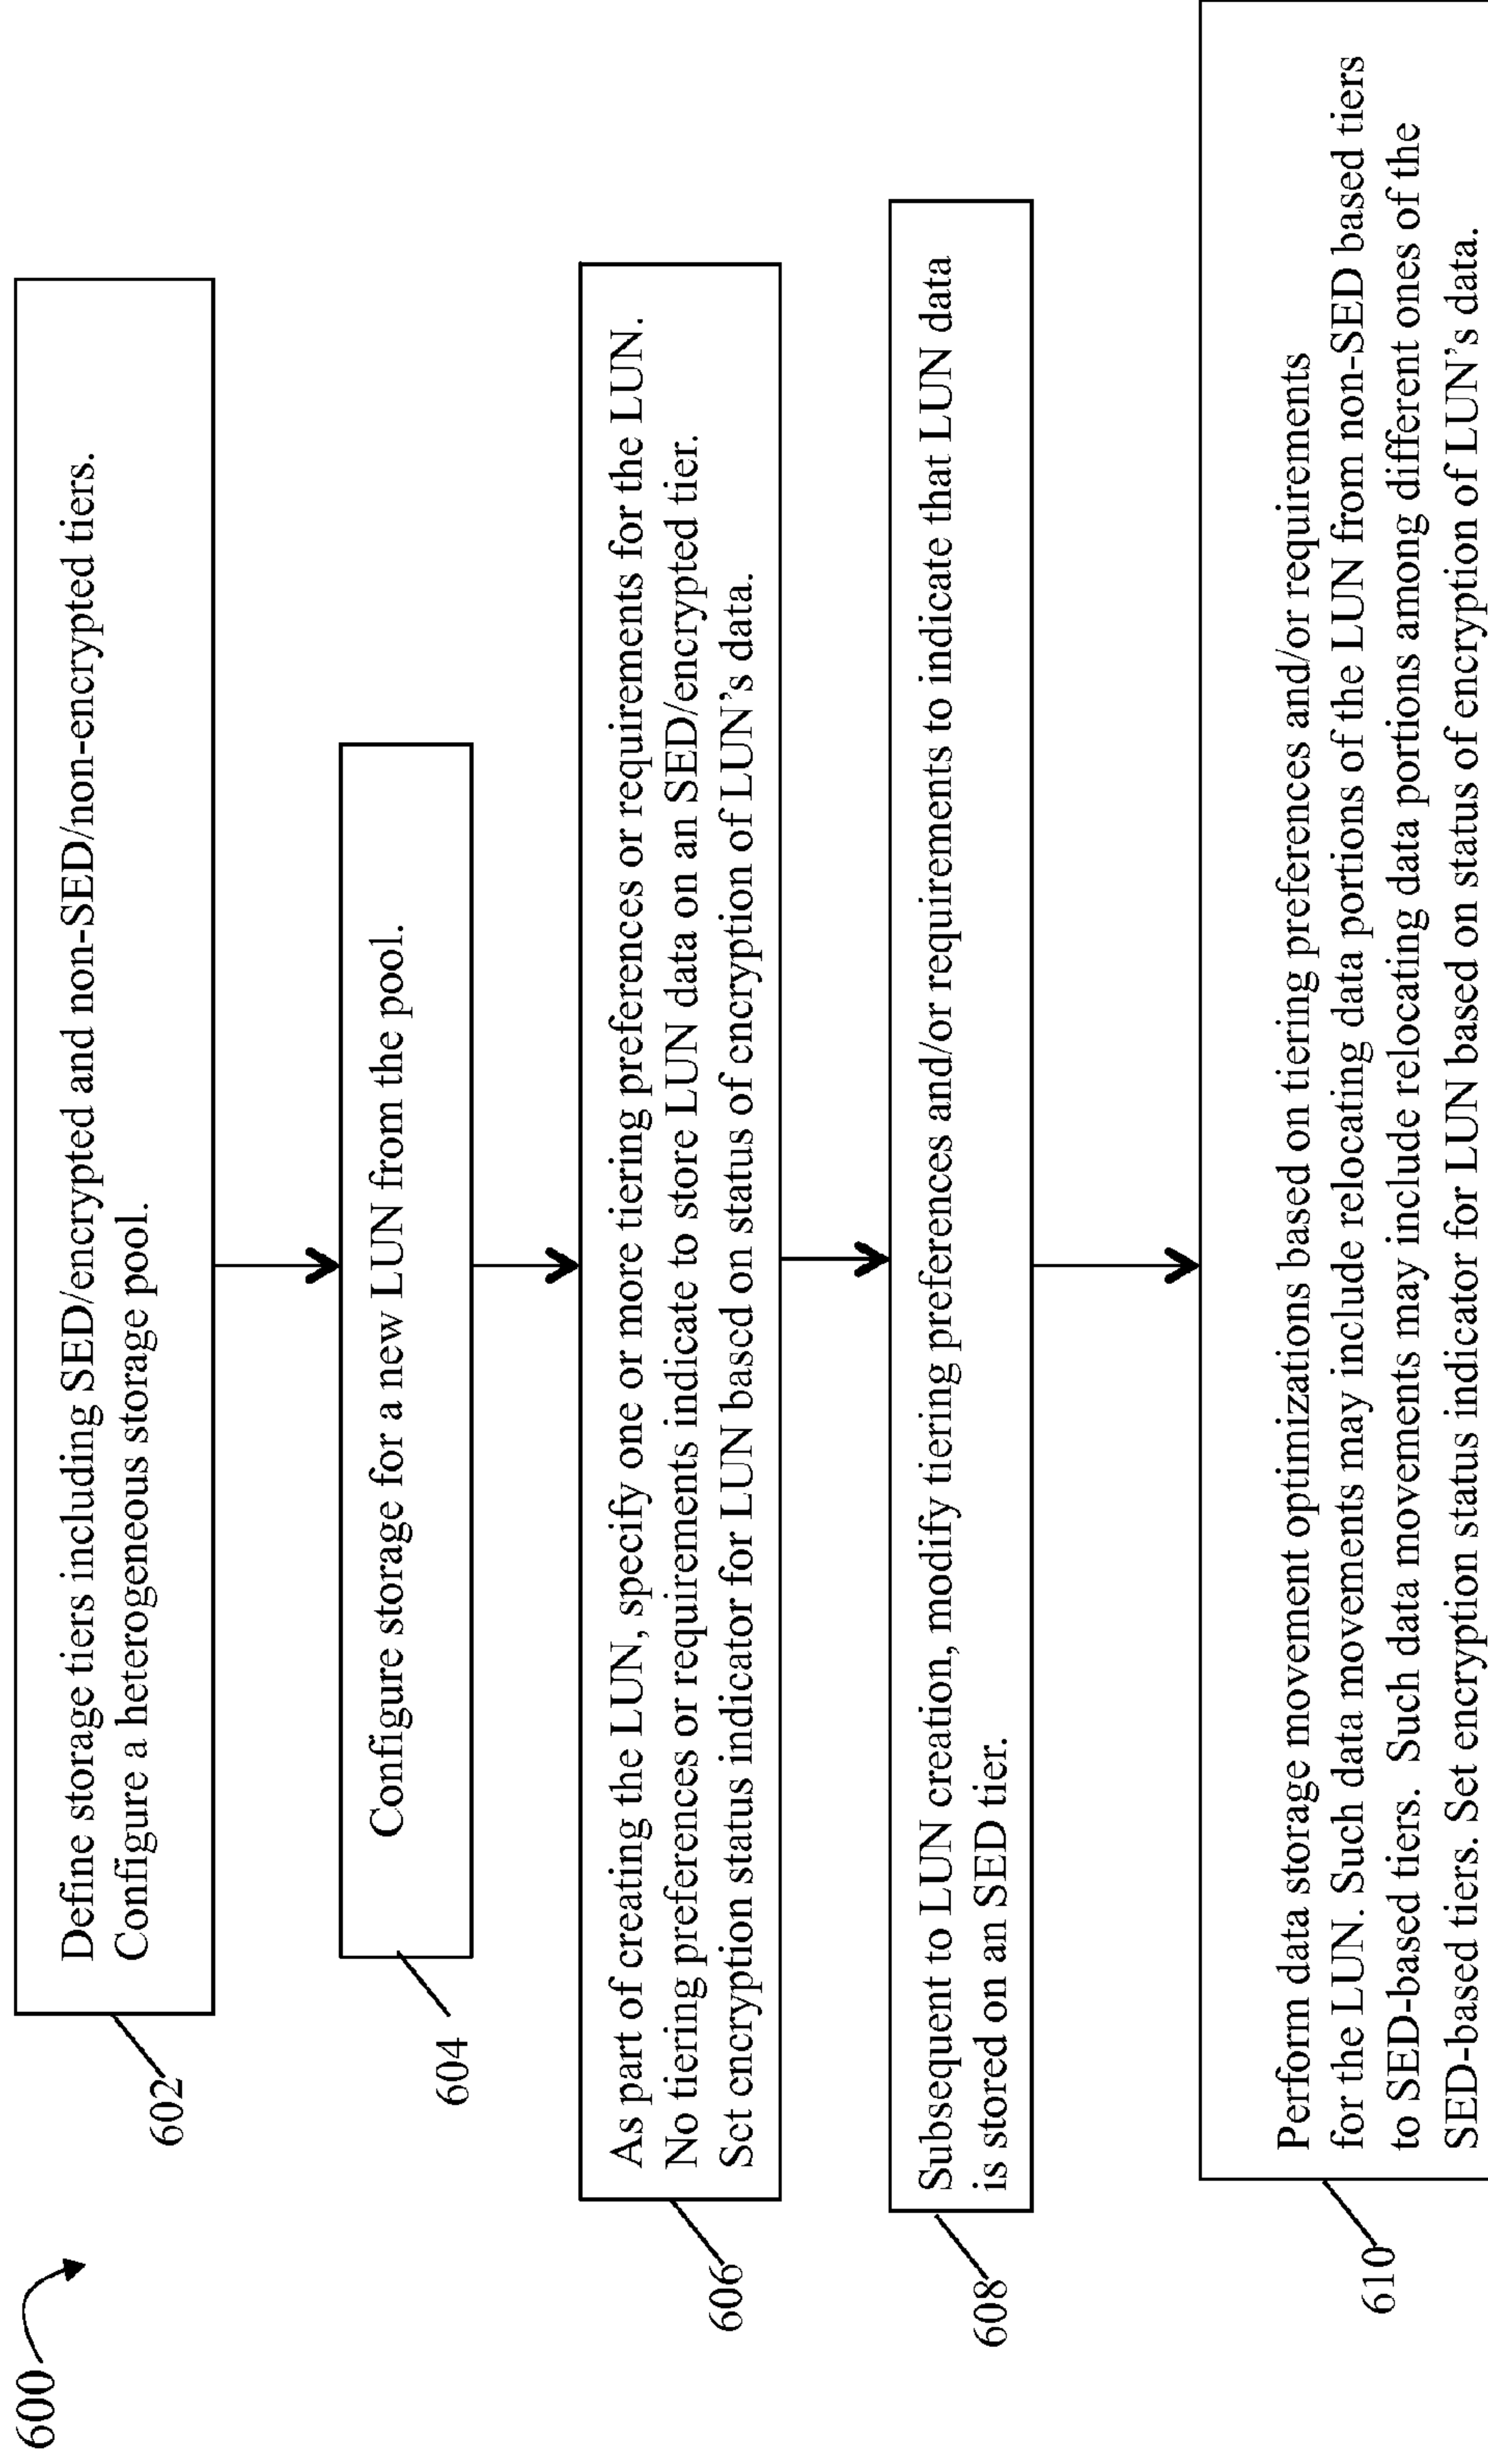 600
Define storage tiers including SED/encrypted and non-SED/non-encrypted tiers.
Configure a heterogeneous storage pool.
602
Configure storage for a new LUN from the pool.
604
As part of creating the LUN, specify one or more tiering preferences or requirements for the LUN.
No tiering preferences or requirements indicate to store LUN data on an SED/encrypted tier.
Set encryption status indicator for LUN based on status of encryption of LUN's data.
606
Subsequent to LUN creation, modify tiering preferences and/or requirements to indicate that LUN data
is stored on an SED tier.
608
Perform data storage movement optimizations based on tiering preferences and/or requirements
for the LUN. Such data movements may include relocating data portions of the LUN from non-SED based tiers
to SED-based tiers. Such data movements may include relocating data portions among different ones of the
SED-based tiers. Set encryption status indicator for LUN based on status of encryption of LUN's data.
610